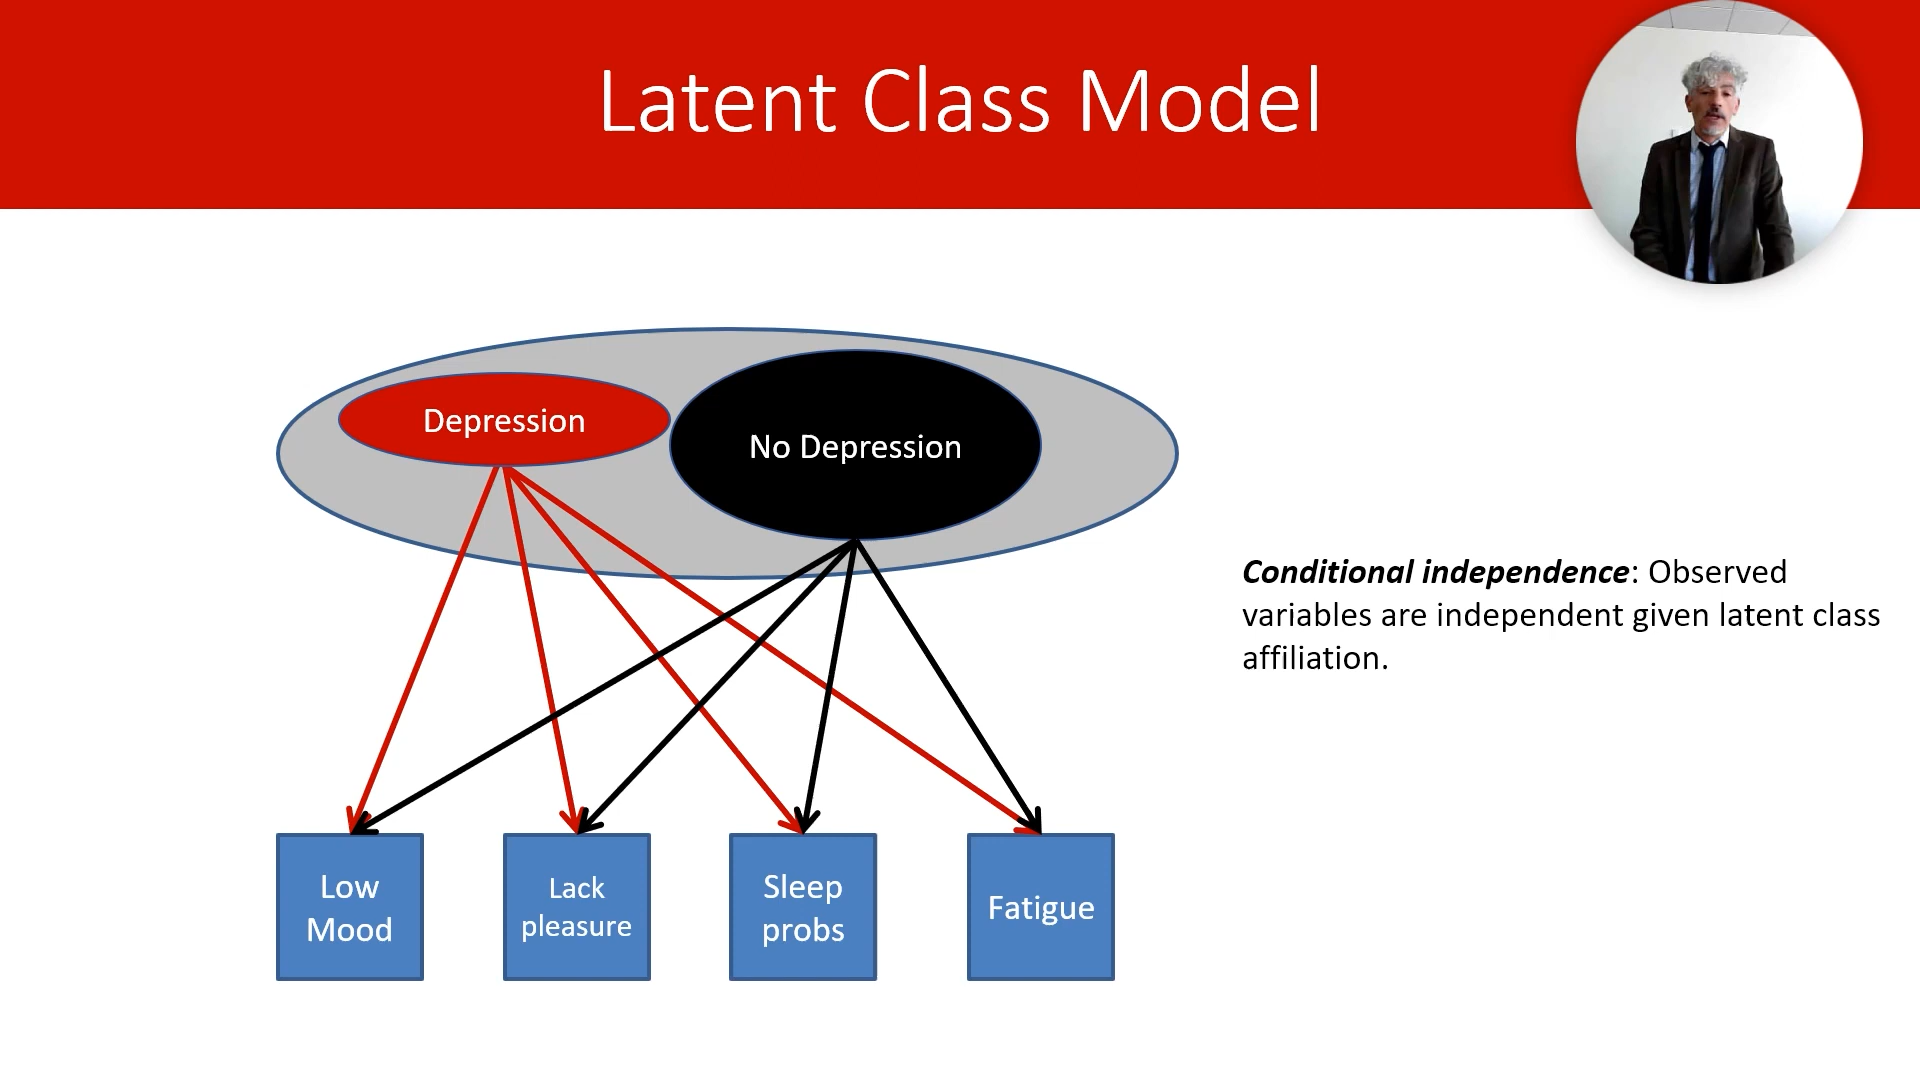 Latent Class Model
Depression
No Depression
Conditional independence: Observed
variables are independent given latent class
affiliation.
Low
Mood
Lack
pleasure
Sleep
probs
Fatigue